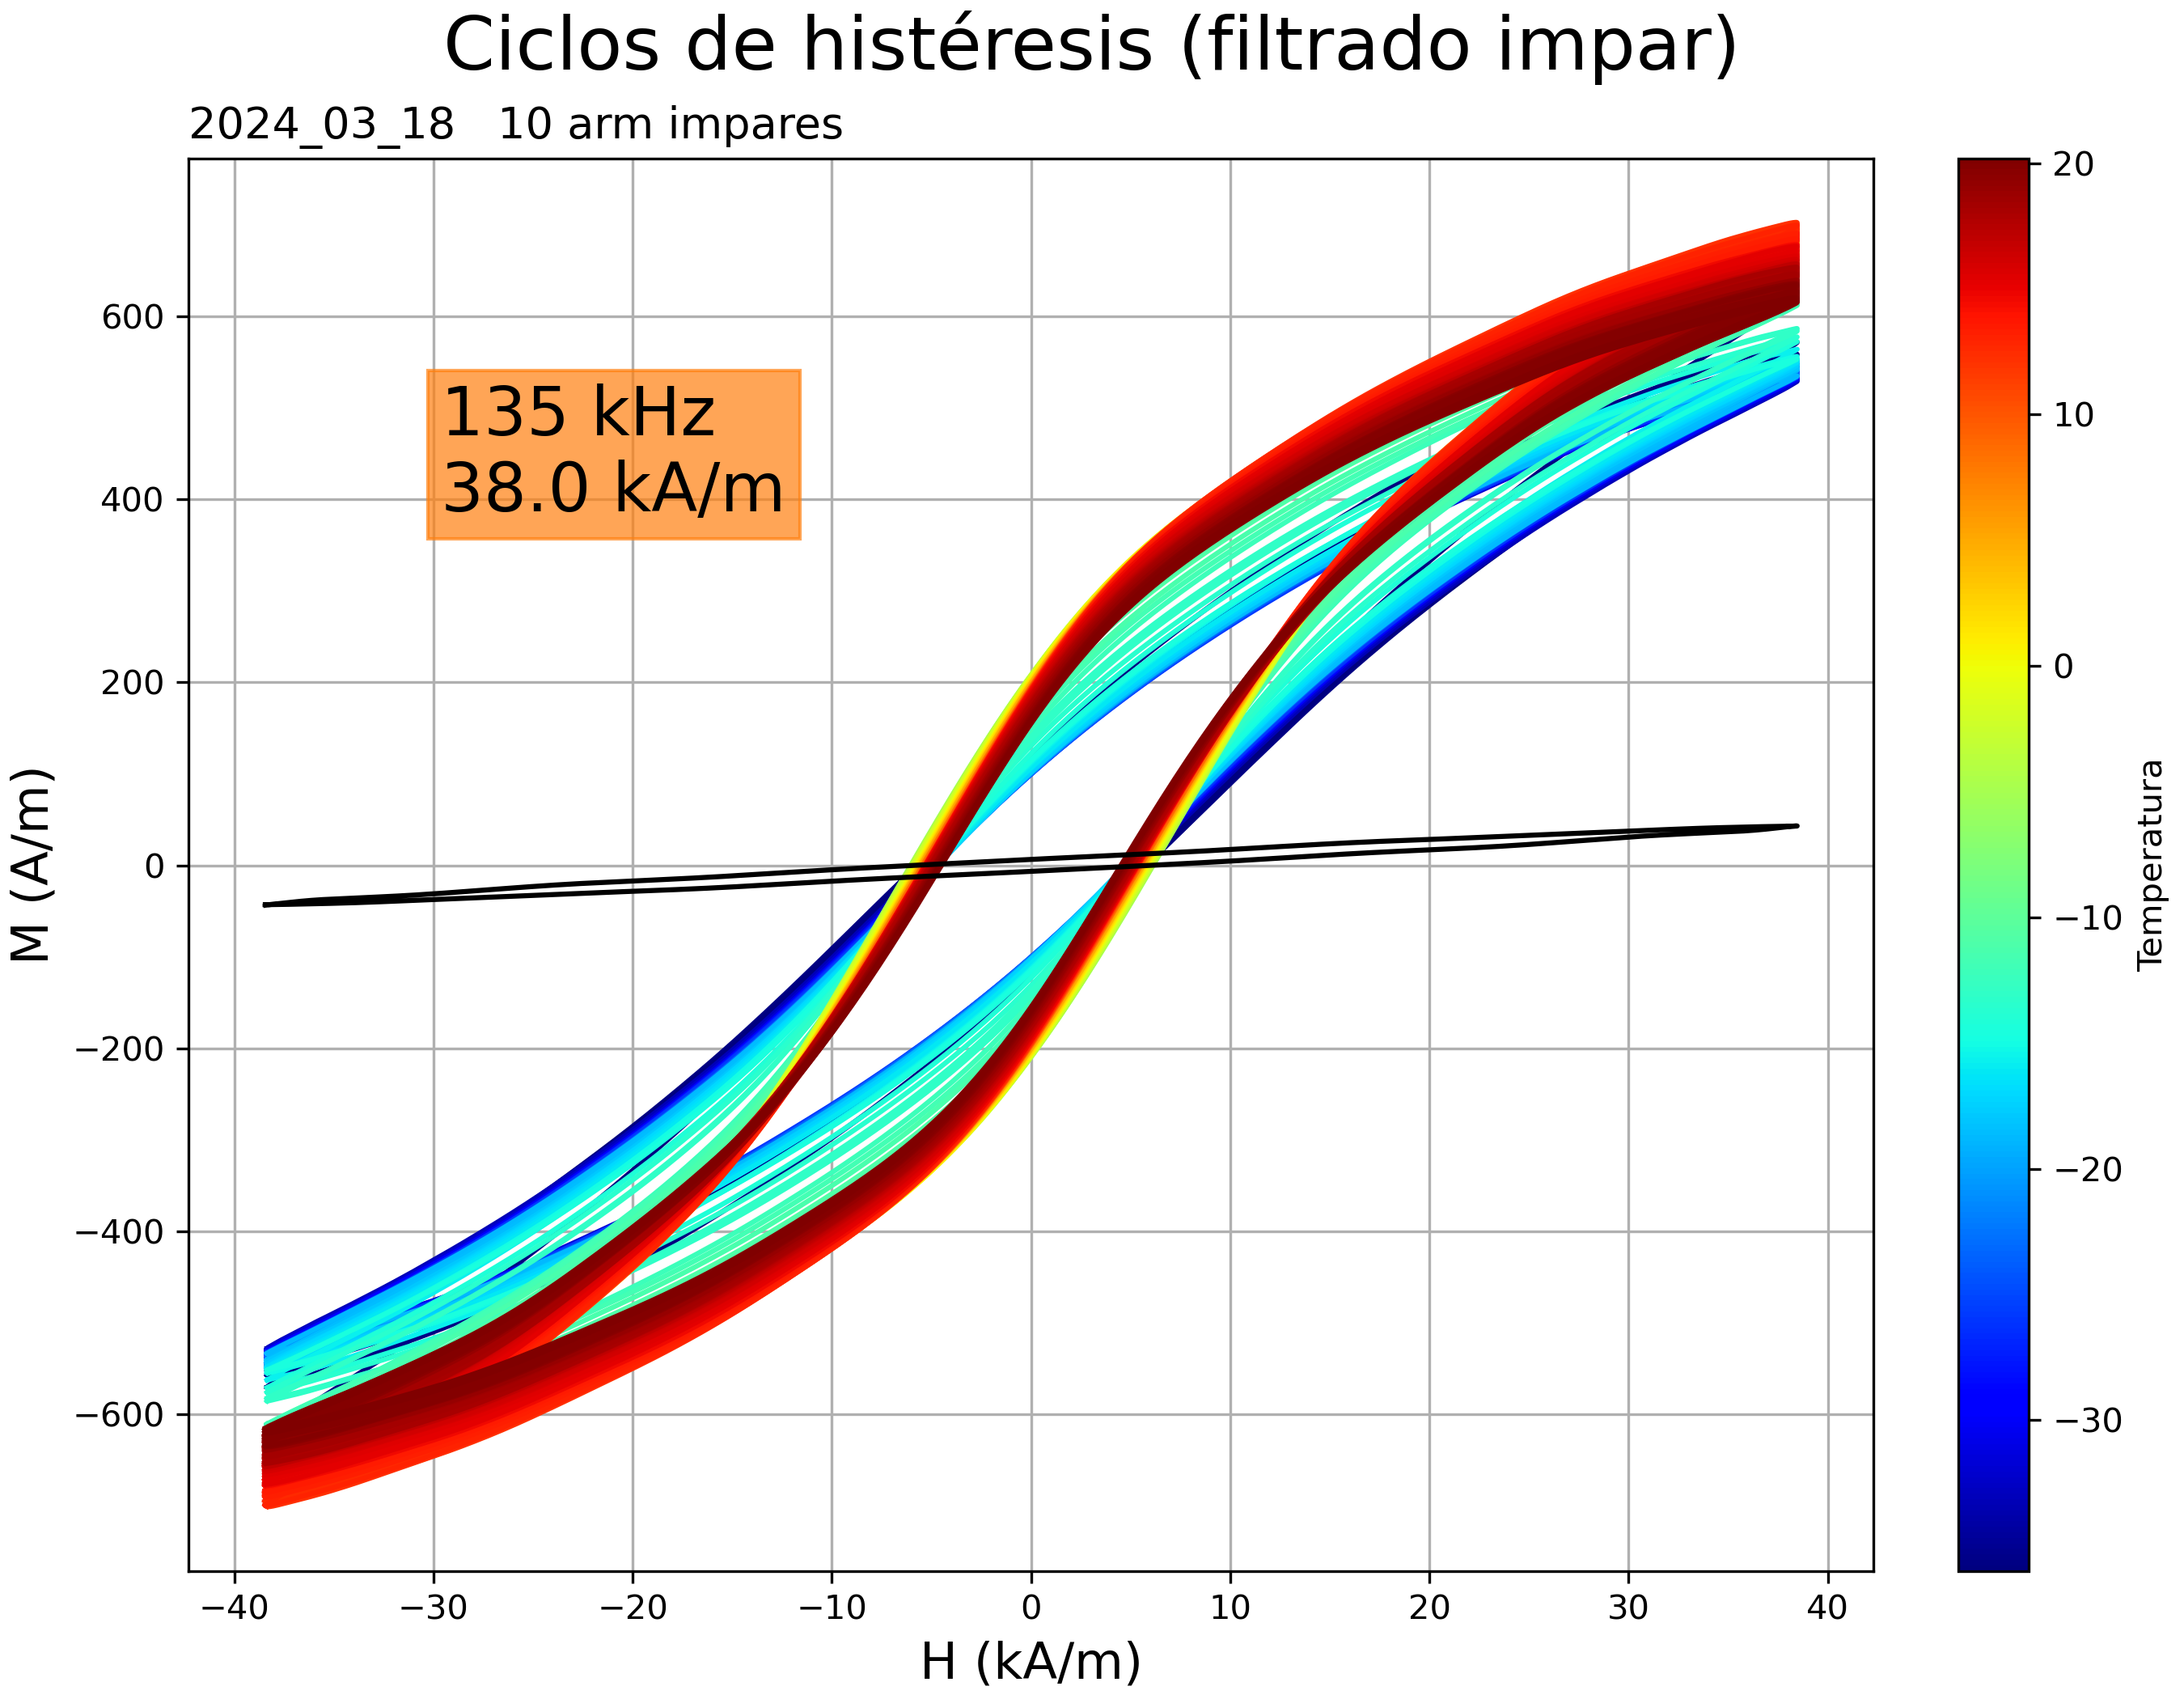 Ciclos de histéresis (filtrado impar)
2024_03_18   10 arm impares
135 kHz
38.0 kA/m
M (A/m)
600
400
200
0
−200
−400
−600
−40 −30 −20 −10 0 10 20 30 40
H (kA/m)
20
10
0
−10
−20
−30
Temperatura